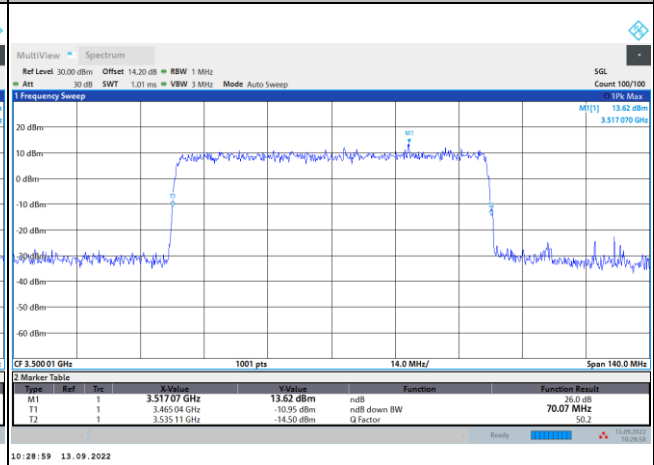 MultiView Spectrum
Ref Level 30.00 dBm Offset 14.20 dB RBW 1 MHz SGL
Att 30 dB SWT 1.01 ms VBW 3 MHz Mode Auto Sweep Count 100/100
1 Frequency Sweep 1Pk Max
M1[1] 13.62 dBm
3.517 070 GHz
M1
20 dBm
10 dBm
0 dBm
-10 dBm
-20 dBm
-30 dBm
-40 dBm
-50 dBm
-60 dBm
CF 3.500 01 GHz 1001 pts 14.0 MHz/ Span 140.0 MHz
2 Marker Table
Type Ref Trc X-Value Y-Value Function Function Result
M1 1 3.517 07 GHz 13.62 dBm ndB 26.0 dB
T1 1 3.465 04 GHz -10.95 dBm ndB down BW 70.07 MHz
T2 1 3.535 11 GHz -14.50 dBm Q Factor 50.2
Ready 13.09.2022
10:28:58
10:28:59 13.09.2022